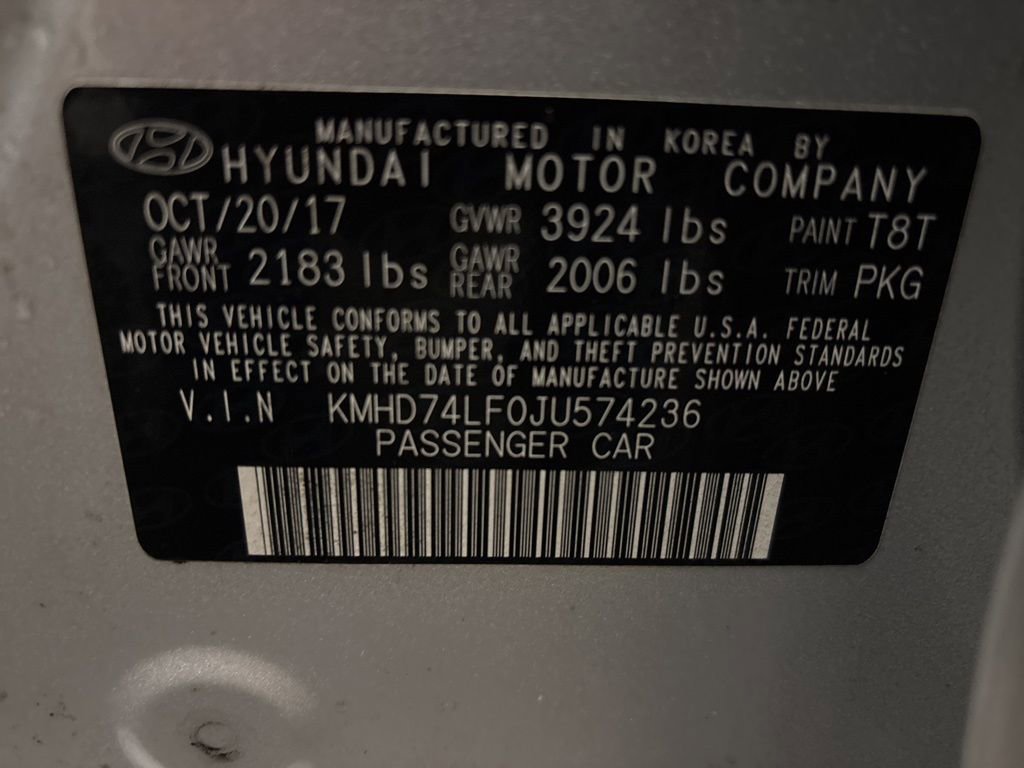 MANUFACTURED IN KOREA BY
HYUNDAI MOTOR COMPANY
OCT/20/17 GVWR 3924 lbs PAINT T8T
GAWR FRONT 2183 lbs GAWR REAR 2006 lbs TRIM PKG
THIS VEHICLE CONFORMS TO ALL APPLICABLE U.S.A. FEDERAL
MOTOR VEHICLE SAFETY, BUMPER, AND THEFT PREVENTION STANDARDS
IN EFFECT ON THE DATE OF MANUFACTURE SHOWN ABOVE
V.I.N KMHD74LF0JU574236
PASSENGER CAR